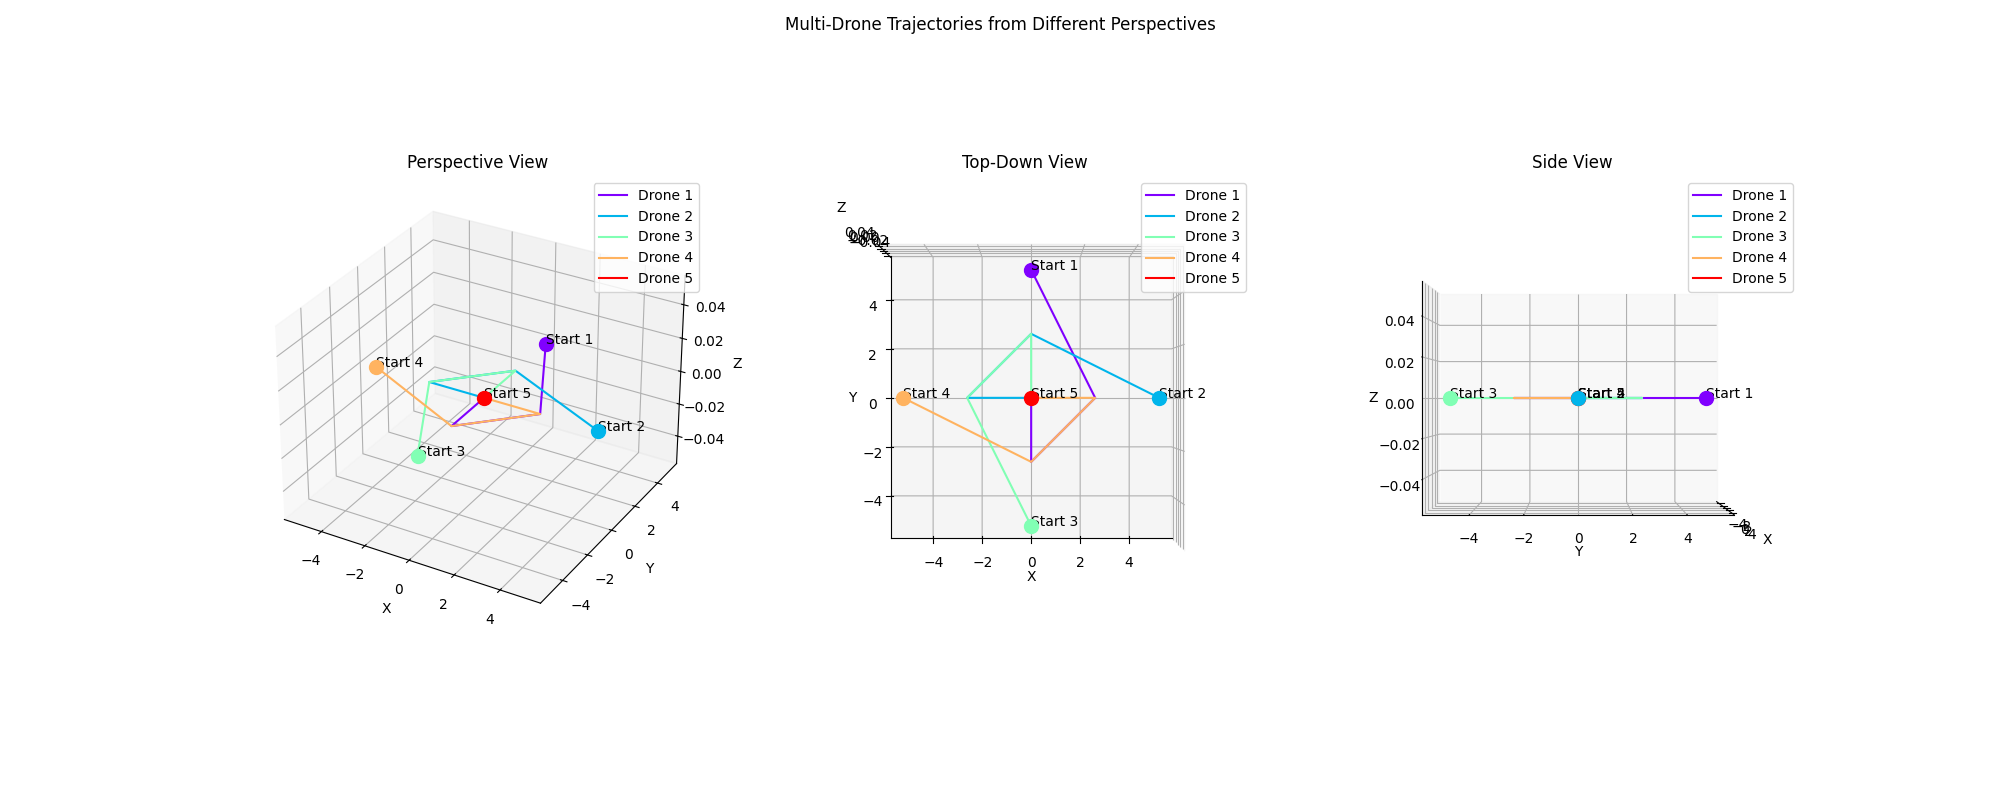 Multi-Drone Trajectories from Different Perspectives
Perspective View
Drone 1
Drone 2
Drone 3
Drone 4
Drone 5
Start 1
Start 4
Start 5
Start 2
Start 3
0.04
0.02
0.00
−0.02
−0.04
Z
−4
−2
0
2
4
X
−4
−2
0
2
4
Y
Top-Down View
Drone 1
Drone 2
Drone 3
Drone 4
Drone 5
Z
Start 1
Start 4
Start 5
Start 2
Start 3
4
2
0
−2
−4
Y
−4
−2
0
2
4
X
Side View
Drone 1
Drone 2
Drone 3
Drone 4
Drone 5
Start 3
Start 1
0.04
0.02
0.00
−0.02
−0.04
Z
−4
−2
0
2
4
Y
X